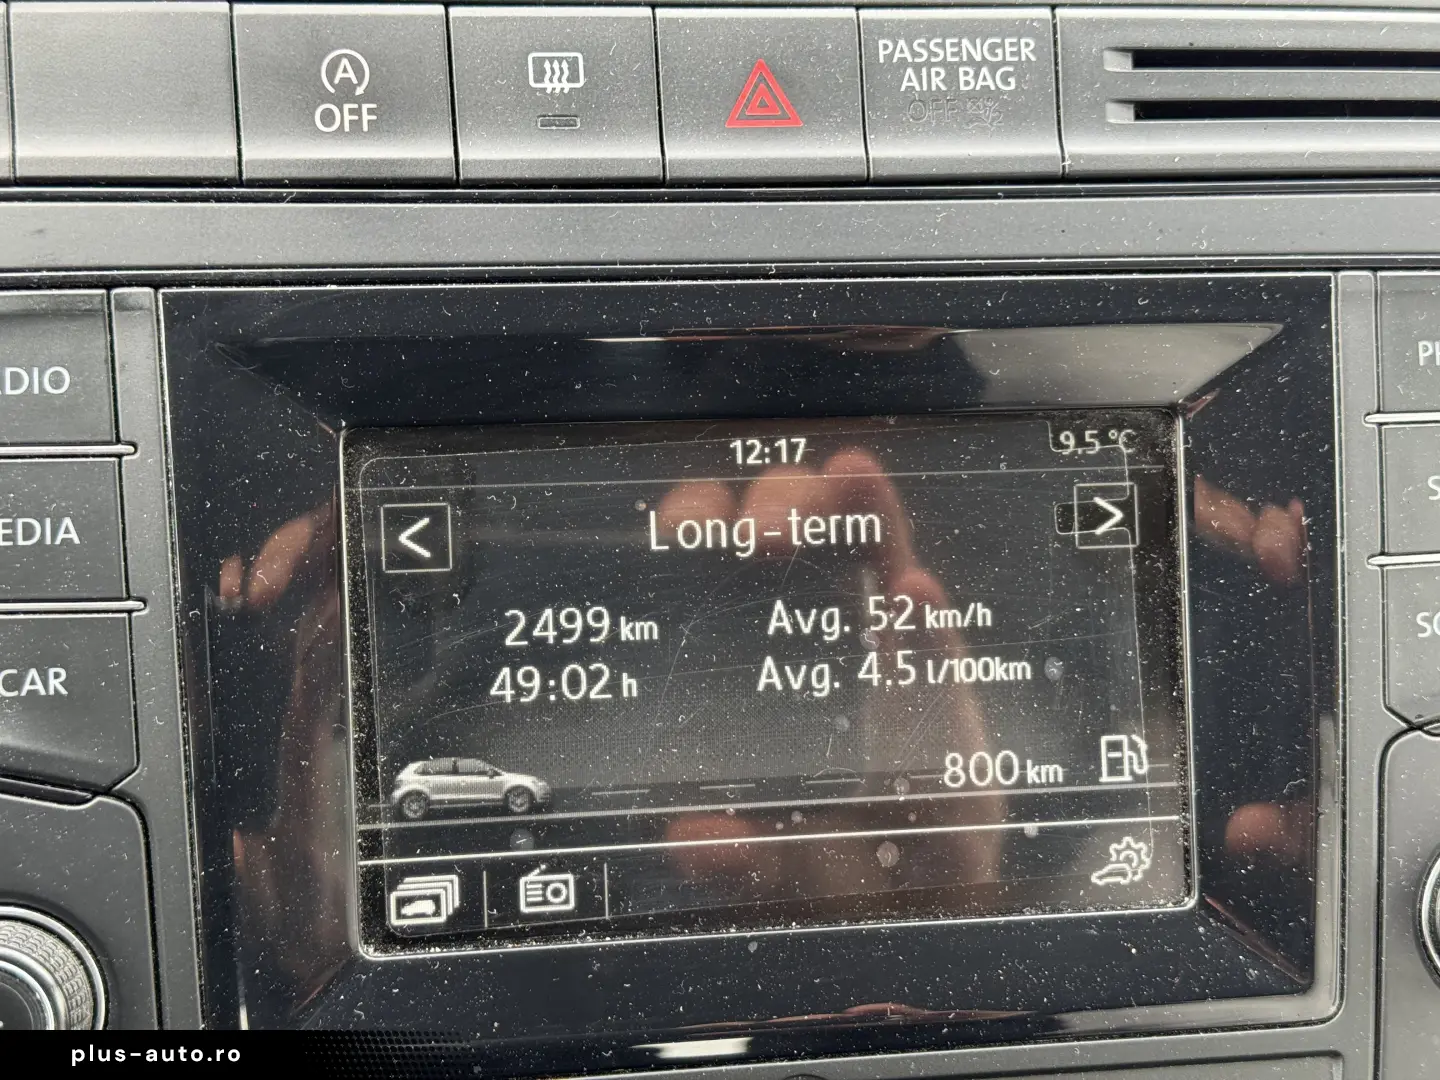 A
OFF
PASSENGER
AIR BAG
OFF
12:17
9.5 °C
<
Long-term
>
2499 km
Avg. 52 km/h
49:02 h
Avg. 4.5 l/100km
800 km
ADIO
EDIA
CAR
plus-auto.ro